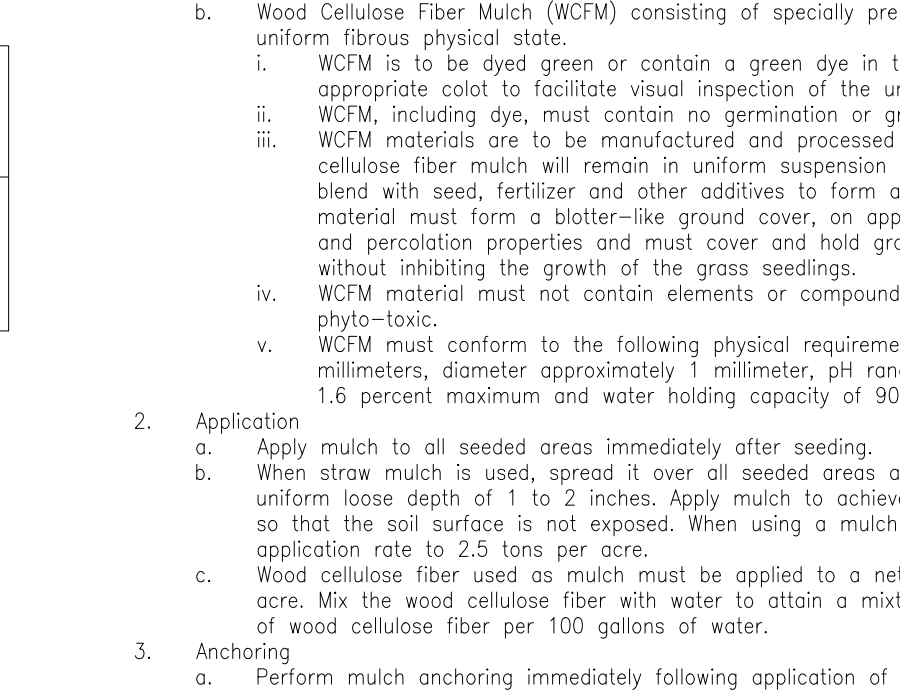 b. Wood Cellulose Fiber Mulch (WCFM) consisting of specially
uniform fibrous physical state.
i. WCFM is to be dyed green or contain a green dye in
appropriate colot to facilitate visual inspection of the
ii. WCFM, including dye, must contain no germination or
iii. WCFM materials are to be manufactured and processed
cellulose fiber mulch will remain in uniform suspension
blend with seed, fertilizer and other additives to form
material must form a blotter-like ground cover, on
and percolation properties and must cover and hold
without inhibiting the growth of the grass seedlings.
iv. WCFM material must not contain elements or
phyto-toxic.
v. WCFM must conform to the following physical
millimeters, diameter approximately 1 millimeter, pH
1.6 percent maximum and water holding capacity of 90
2. Application
a. Apply mulch to all seeded areas immediately after seeding.
b. When straw mulch is used, spread it over all seeded areas
uniform loose depth of 1 to 2 inches. Apply mulch to
so that the soil surface is not exposed. When using a mulch
application rate to 2.5 tons per acre.
c. Wood cellulose fiber used as mulch must be applied to a
acre. Mix the wood cellulose fiber with water to attain a
of wood cellulose fiber per 100 gallons of water.
3. Anchoring
a. Perform mulch anchoring immediately following application of